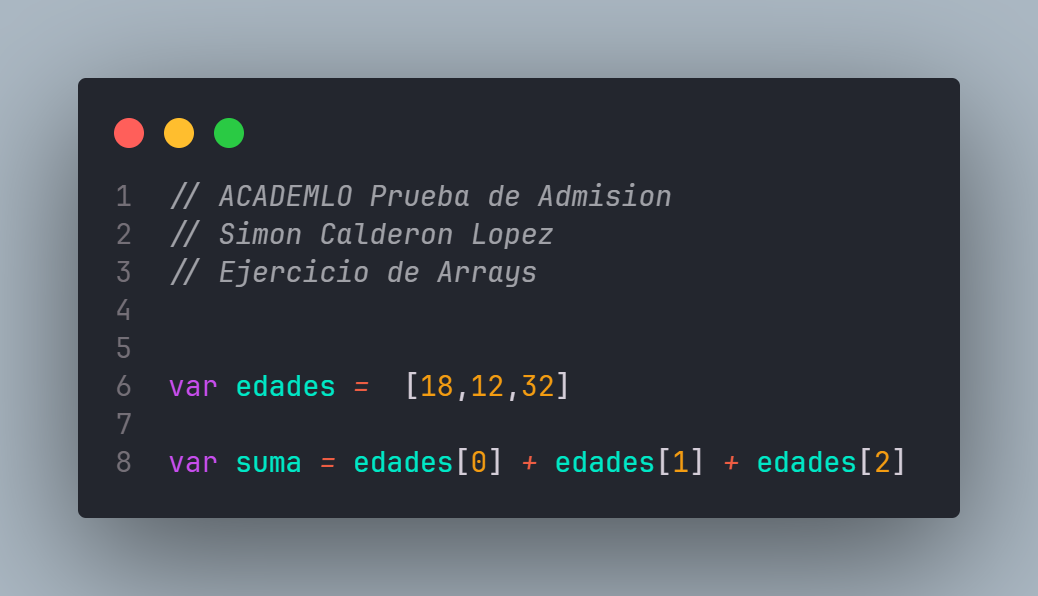 1 // ACADEMLO Prueba de Admision
2 // Simon Calderon Lopez
3 // Ejercicio de Arrays
4
5
6 var edades =  [18,12,32]
7
8 var suma = edades[0] + edades[1] + edades[2]